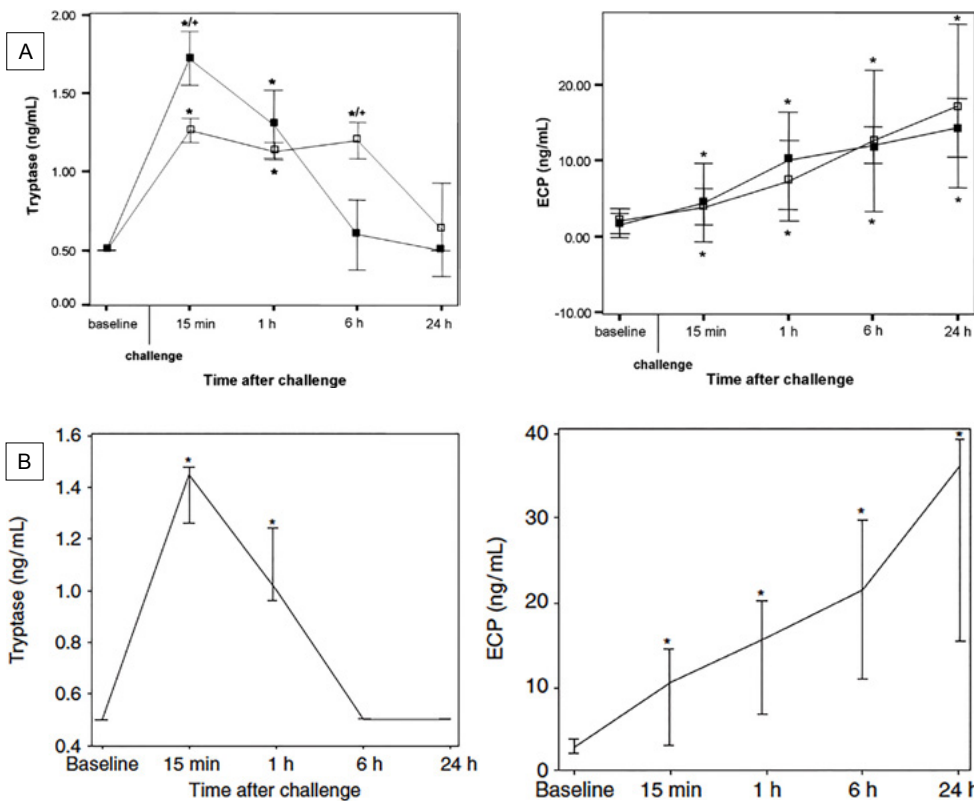 A
Tryptase (ng/mL)
2.00
1.50
1.00
0.50
0.00
*/+
*
*
*
*/+
baseline
15 min
1 h
6 h
24 h
challenge
Time after challenge
ECP (ng/mL)
20.00
10.00
0.00
-10.00
*
*
*
*
*
*
*
*
baseline
15 min
1 h
6 h
24 h
challenge
Time after challenge
B
Tryptase (ng/mL)
1.6
1.4
1.2
1.0
0.8
0.6
0.4
*
*
Baseline
15 min
1 h
6 h
24 h
Time after challenge
ECP (ng/mL)
40
30
20
10
0
*
*
*
*
Baseline
15 min
1 h
6 h
24 h